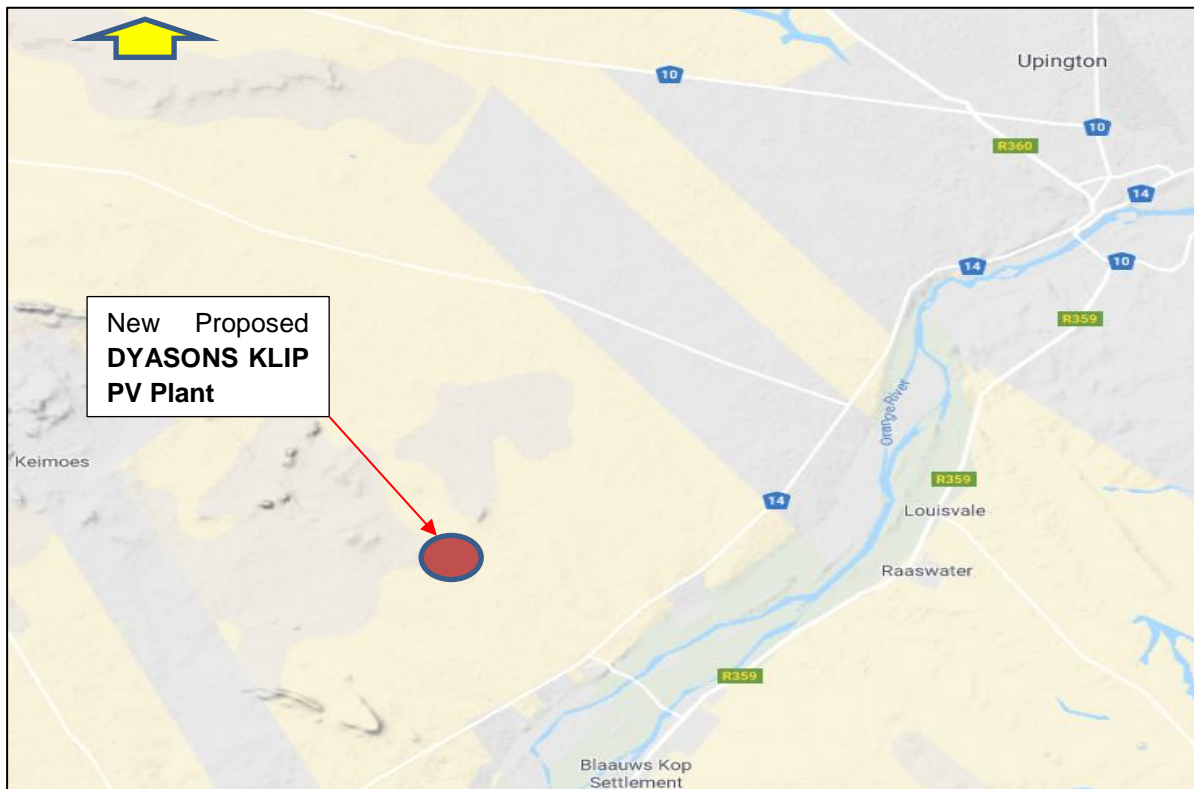 Upington
10
10
R360
14
14
10
R359
New Proposed
DYASONS KLIP
PV Plant
Orange River
Keimoes
R359
14
Louisvale
Raaswater
R359
Blaauws Kop
Settlement